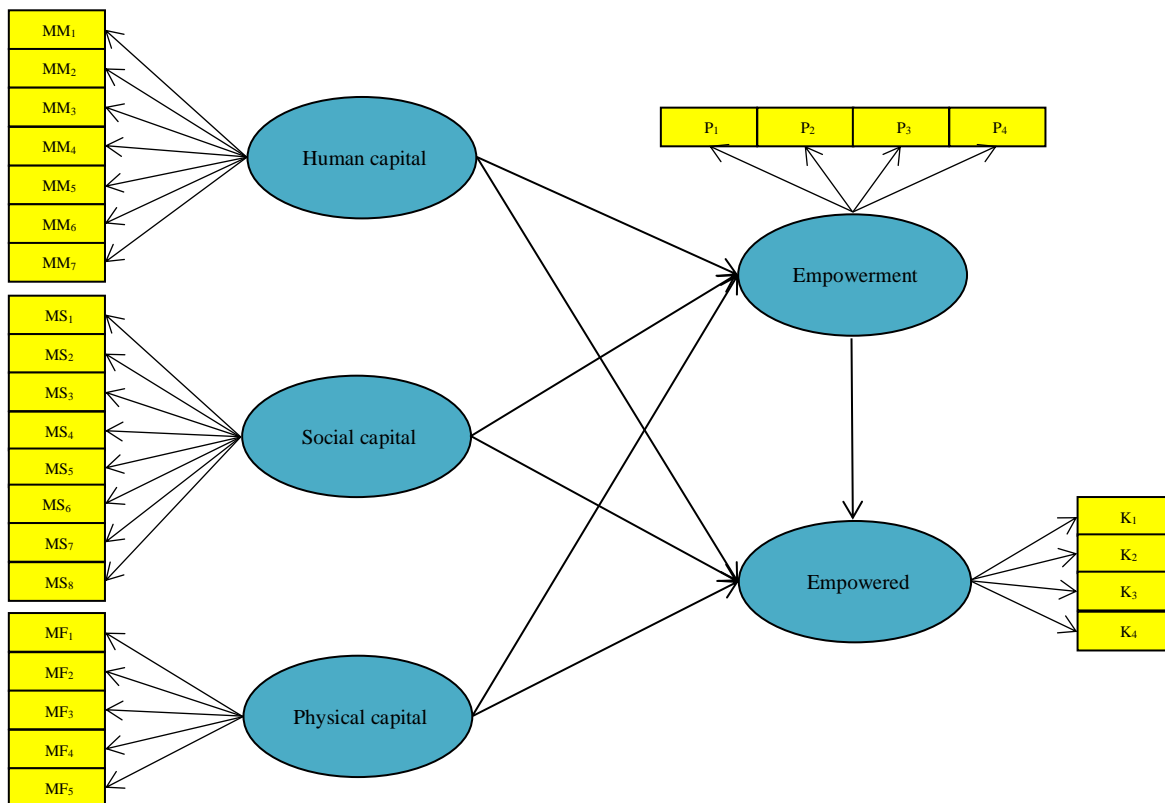 MM₁
MM₂
MM₃
MM₄
MM₅
MM₆
MM₇
Human capital
P₁ P₂ P₃ P₄
Empowerment
MS₁
MS₂
MS₃
MS₄
MS₅
MS₆
MS₇
MS₈
Social capital
Empowered
K₁
K₂
K₃
K₄
MF₁
MF₂
MF₃
MF₄
MF₅
Physical capital